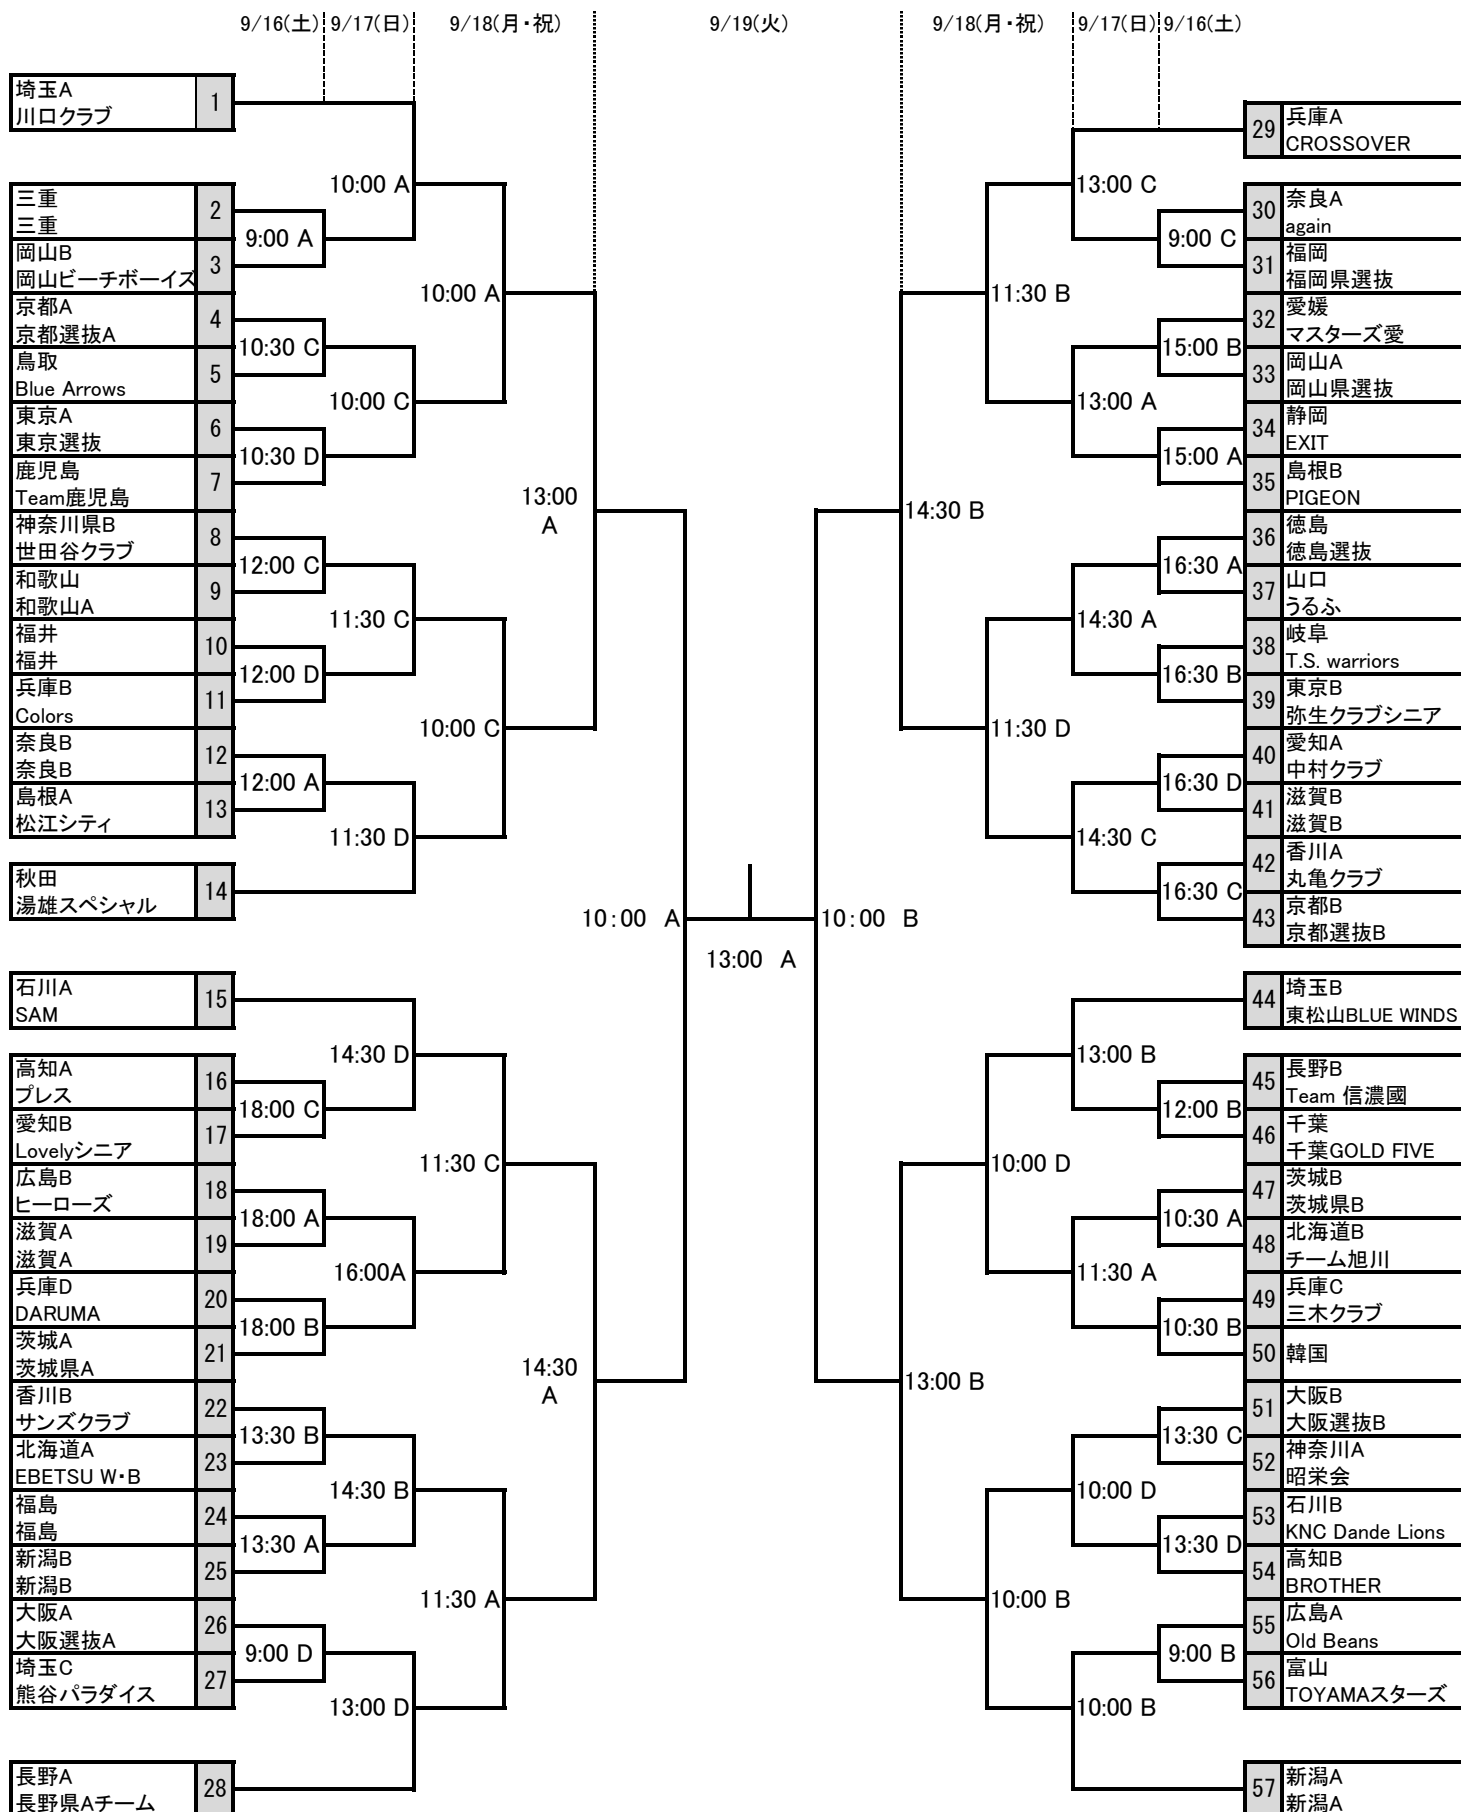 9/16(土) 9/17(日) 9/18(月・祝) 9/19(火) 9/18(月・祝) 9/17(日) 9/16(土)
埼玉A
川口クラブ
1
三重
三重
2
岡山B
岡山ビーチボーイズ
3
京都A
京都選抜A
4
鳥取
Blue Arrows
5
東京A
東京選抜
6
鹿児島
Team鹿児島
7
神奈川県B
世田谷クラブ
8
和歌山
和歌山A
9
福井
福井
10
兵庫B
Colors
11
奈良B
奈良B
12
島根A
松江シティ
13
秋田
湯雄スペシャル
14
石川A
SAM
15
高知A
プレス
16
愛知B
Lovelyシニア
17
広島B
ヒーローズ
18
滋賀A
滋賀A
19
兵庫D
DARUMA
20
茨城A
茨城県A
21
香川B
サンズクラブ
22
北海道A
EBETSU W・B
23
福島
福島
24
新潟B
新潟B
25
大阪A
大阪選抜A
26
埼玉C
熊谷パラダイス
27
長野A
長野県Aチーム
28
9:00 A
10:30 C
10:30 D
12:00 C
12:00 D
12:00 A
18:00 C
18:00 A
18:00 B
13:30 B
13:30 A
9:00 D
10:00 A
10:00 C
11:30 C
11:30 D
14:30 D
16:00A
14:30 B
13:00 D
10:00 A
10:00 C
11:30 C
11:30 A
13:00
A
14:30
A
10:00 A
13:00 A
10:00 B
14:30 B
13:00 B
11:30 B
11:30 D
10:00 D
10:00 B
13:00 C
13:00 A
14:30 A
14:30 C
13:00 B
11:30 A
10:00 D
10:00 B
9:00 C
15:00 B
15:00 A
16:30 A
16:30 B
16:30 D
16:30 C
12:00 B
10:30 A
10:30 B
13:30 C
13:30 D
9:00 B
29
兵庫A
CROSSOVER
30
奈良A
again
31
福岡
福岡県選抜
32
愛媛
マスターズ愛
33
岡山A
岡山県選抜
34
静岡
EXIT
35
島根B
PIGEON
36
徳島
徳島選抜
37
山口
うるふ
38
岐阜
T.S. warriors
39
東京B
弥生クラブシニア
40
愛知A
中村クラブ
41
滋賀B
滋賀B
42
香川A
丸亀クラブ
43
京都B
京都選抜B
44
埼玉B
東松山BLUE WINDS
45
長野B
Team 信濃國
46
千葉
千葉GOLD FIVE
47
茨城B
茨城県B
48
北海道B
チーム旭川
49
兵庫C
三木クラブ
50
韓国
51
大阪B
大阪選抜B
52
神奈川A
昭栄会
53
石川B
KNC Dande Lions
54
高知B
BROTHER
55
広島A
Old Beans
56
富山
TOYAMAスターズ
57
新潟A
新潟A